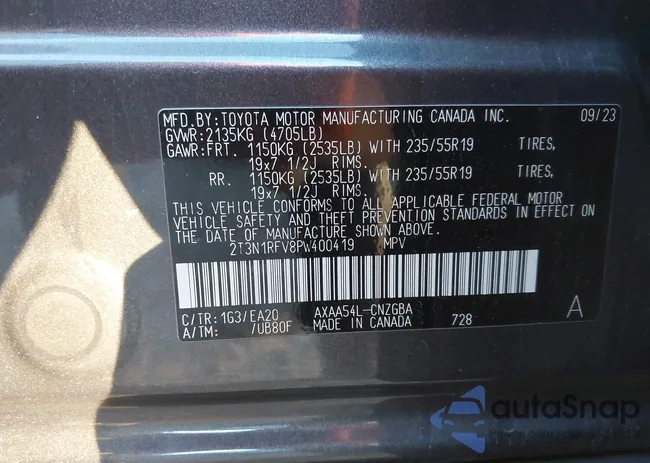 MFD.BY:TOYOTA MOTOR MANUFACTURING CANADA INC. 09/23
GVWR:2135KG (4705LB)
GAWR:FRT. 1150KG (2535LB) WITH 235/55R19 TIRES,
19x7 1/2J RIMS.
RR. 1150KG (2535LB) WITH 235/55R19 TIRES,
19x7 1/2J RIMS.
THIS VEHICLE CONFORMS TO ALL APPLICABLE FEDERAL MOTOR
VEHICLE SAFETY AND THEFT PREVENTION STANDARDS IN EFFECT ON
THE DATE OF MANUFACTURE SHOWN ABOVE.
2T3N1RFV8PW400419 MPV
C/TR:1G3/EA20 AXAA54L-CNZGBA A
A/TM: /UB80F MADE IN CANADA 728
autoSnap